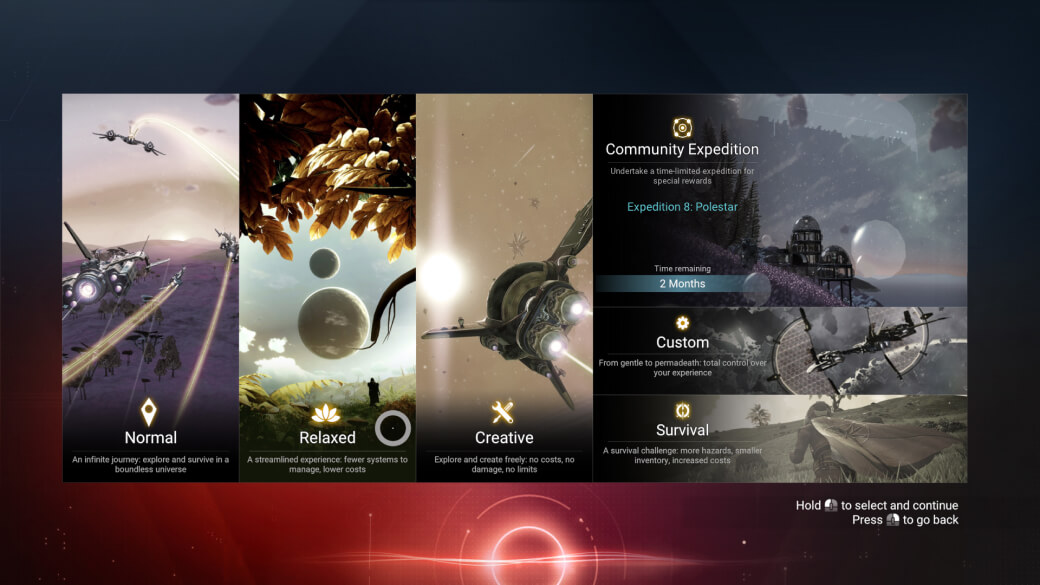 Normal
An infinite journey: explore and survive in a
boundless universe
Relaxed
A streamlined experience: fewer systems to
manage, lower costs
Creative
Explore and create freely: no costs, no
damage, no limits
Community Expedition
Undertake a time-limited expedition for
special rewards
Expedition 8: Polestar
Time remaining
2 Months
Custom
From gentle to permadeath: total control over
your experience
Survival
A survival challenge: more hazards, smaller
inventory, increased costs
Hold to select and continue
Press to go back